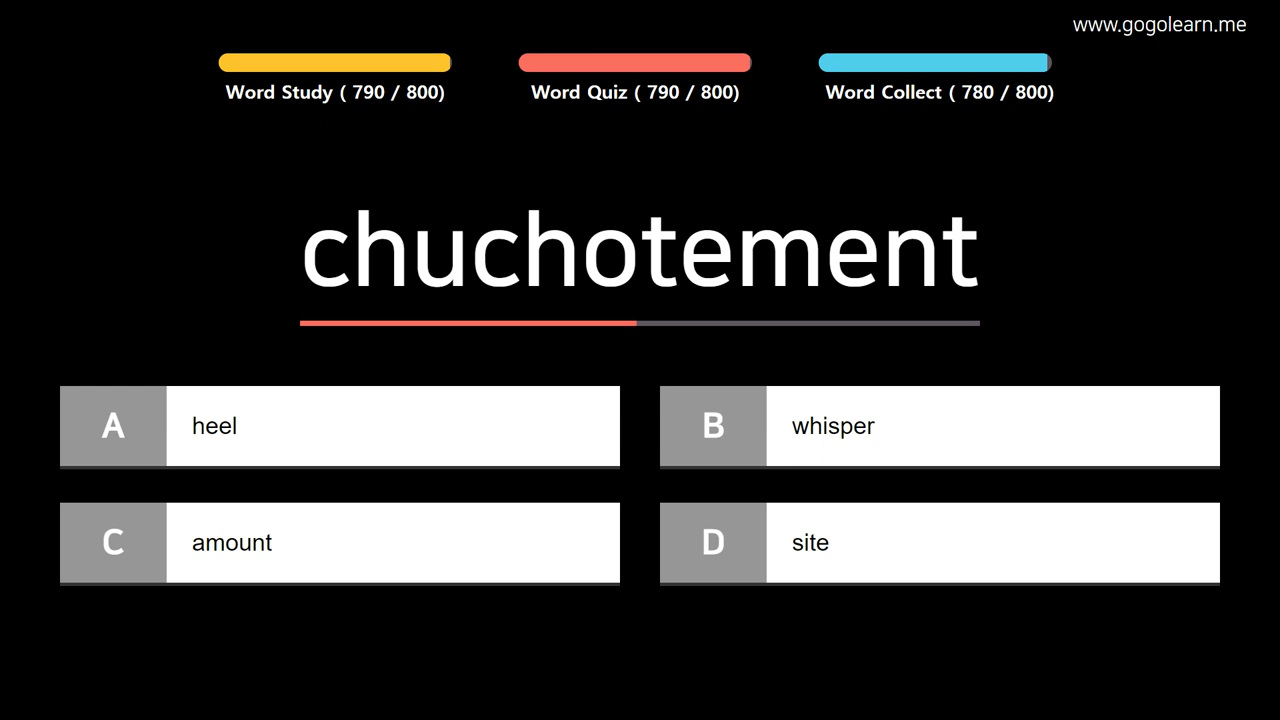 www.gogolearn.me
Word Study ( 790 / 800)
Word Quiz ( 790 / 800)
Word Collect ( 780 / 800)
chuchotement
A heel
B whisper
C amount
D site